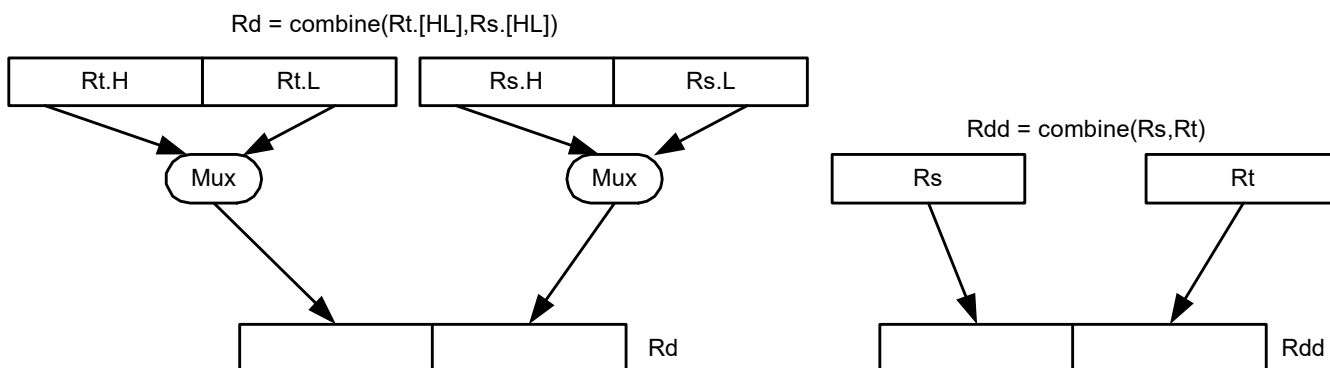 Rd = combine(Rt.[HL],Rs.[HL])
Rt.H Rt.L Rs.H Rs.L
Rdd = combine(Rs,Rt)
Mux Mux Rs Rt
Rd Rdd